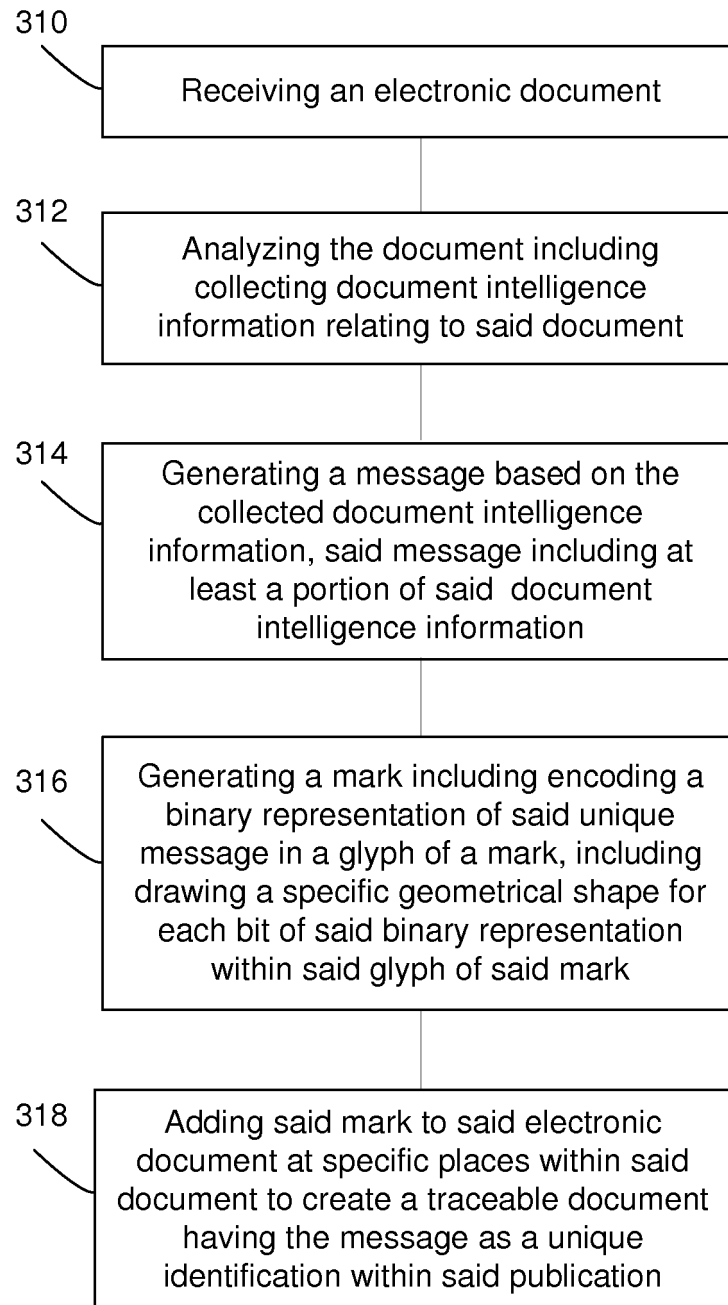 310
Receiving an electronic document
312
Analyzing the document including
collecting document intelligence
information relating to said document
314
Generating a message based on the
collected document intelligence
information, said message including at
least a portion of said document
intelligence information
316
Generating a mark including encoding a
binary representation of said unique
message in a glyph of a mark, including
drawing a specific geometrical shape for
each bit of said binary representation
within said glyph of said mark
318
Adding said mark to said electronic
document at specific places within said
document to create a traceable document
having the message as a unique
identification within said publication